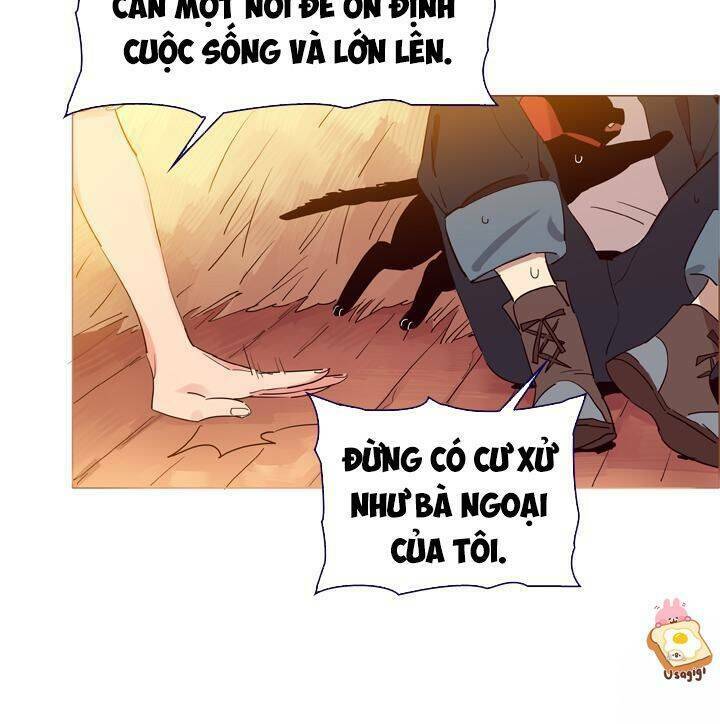 CẦN MỘT NƠI ĐỂ ỔN ĐỊNH
CUỘC SỐNG VÀ LỚN LÊN.
ĐỪNG CÓ CƯ XỬ
NHƯ BÀ NGOẠI
CỦA TÔI.
Usagigi